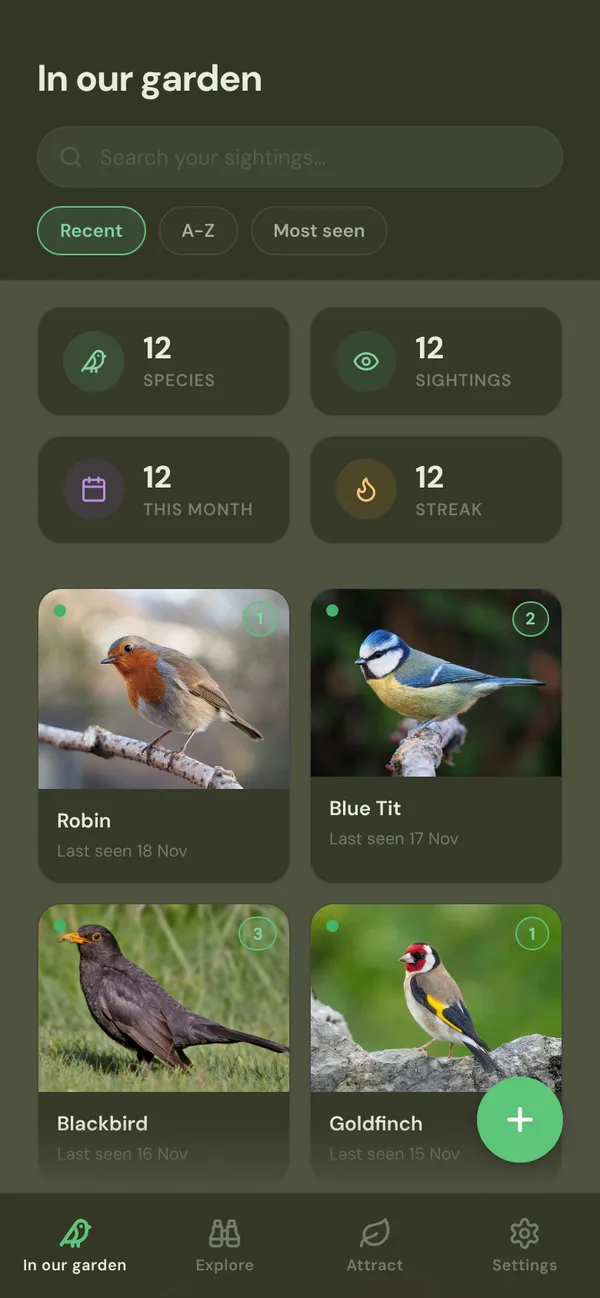 In our garden
Search your sightings...
Recent
A-Z
Most seen
12
SPECIES
12
SIGHTINGS
12
THIS MONTH
12
STREAK
1
2
Robin
Last seen 18 Nov
Blue Tit
Last seen 17 Nov
3
1
Blackbird
Last seen 16 Nov
Goldfinch
Last seen 15 Nov
In our garden
Explore
Attract
Settings